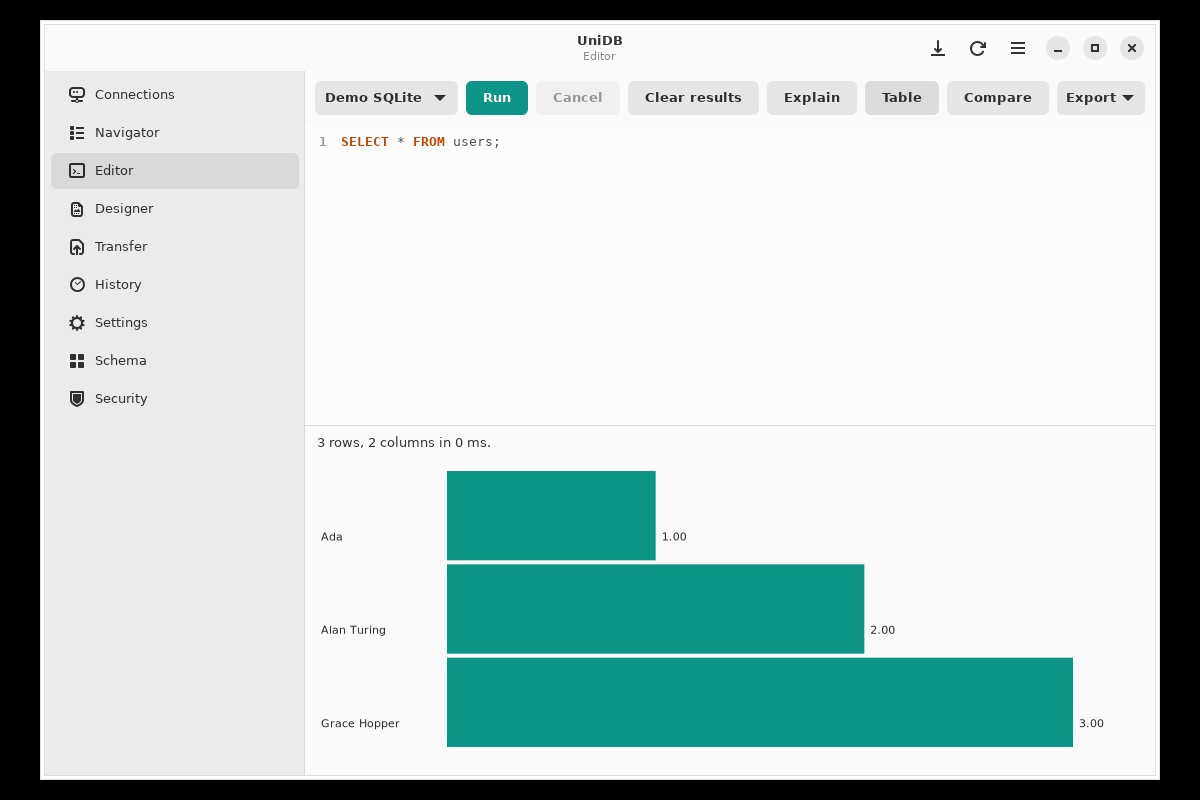 UniDB
Editor
Connections
Navigator
Editor
Designer
Transfer
History
Settings
Schema
Security
Demo SQLite Run Cancel Clear results Explain Table Compare Export
1 SELECT * FROM users;
3 rows, 2 columns in 0 ms.
Ada 1.00
Alan Turing 2.00
Grace Hopper 3.00